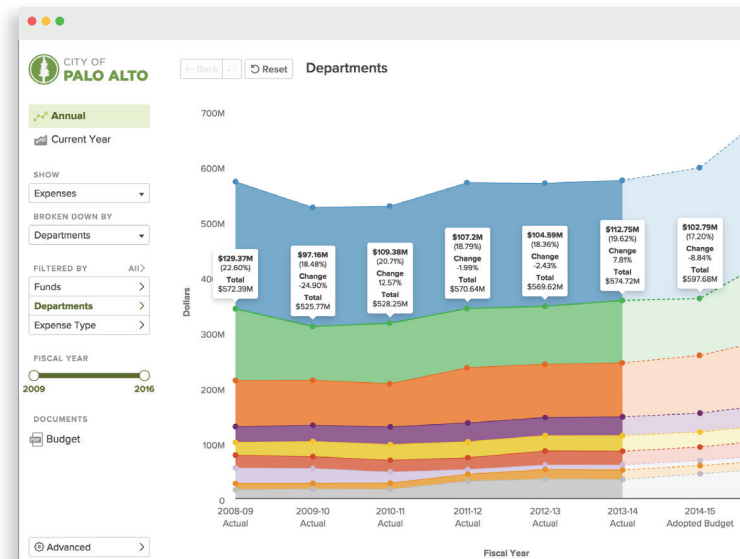 CITY OF
PALO ALTO
Back
Reset
Departments
Annual
Current Year
SHOW
Expenses
BROKEN DOWN BY
Departments
FILTERED BY All
Funds
Departments
Expense Type
FISCAL YEAR
2009 2016
DOCUMENTS
PDF Budget
Advanced
Dollars
700M
600M
500M
400M
300M
200M
100M
0
$129.37M
(22.60%)
Total
$572.39M
$97.16M
(18.48%)
Change
-24.90%
Total
$525.77M
$109.38M
(20.71%)
Change
12.57%
Total
$528.25M
$107.2M
(18.79%)
Change
-1.99%
Total
$570.64M
$104.59M
(18.36%)
Change
-2.43%
Total
$569.62M
$112.75M
(19.62%)
Change
7.81%
Total
$574.72M
$102.79M
(17.20%)
Change
-8.84%
Total
$597.68M
2008-09
Actual
2009-10
Actual
2010-11
Actual
2011-12
Actual
2012-13
Actual
2013-14
Actual
2014-15
Adopted Budget
Fiscal Year